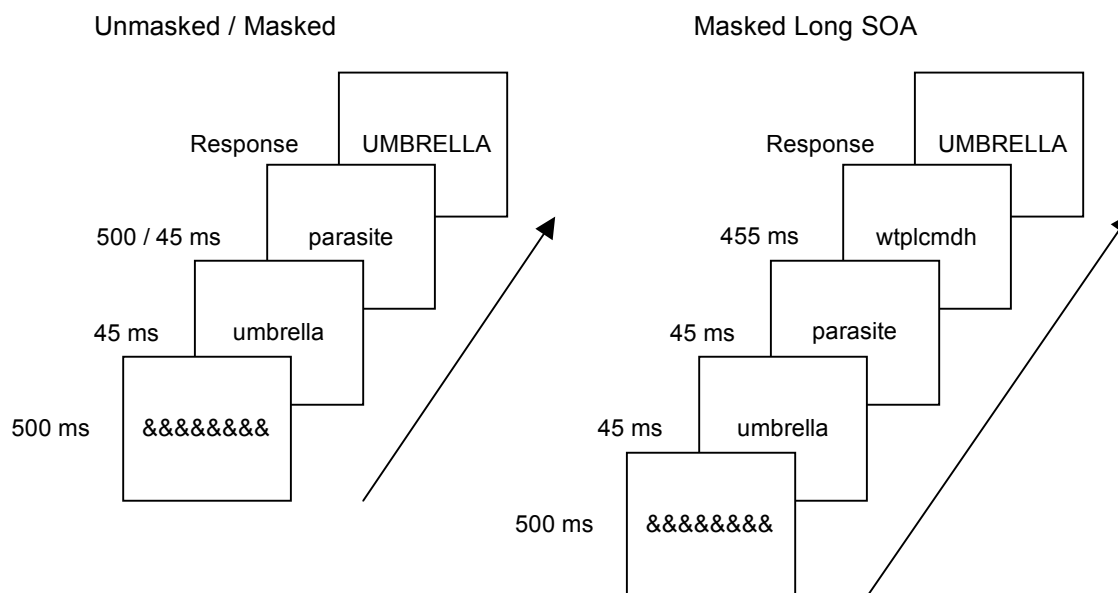 Unmasked / Masked
Response
UMBRELLA
500 / 45 ms
parasite
45 ms
umbrella
500 ms
&&&&&&&&
Masked Long SOA
Response
UMBRELLA
455 ms
wtplcmdh
45 ms
parasite
45 ms
umbrella
500 ms
&&&&&&&&